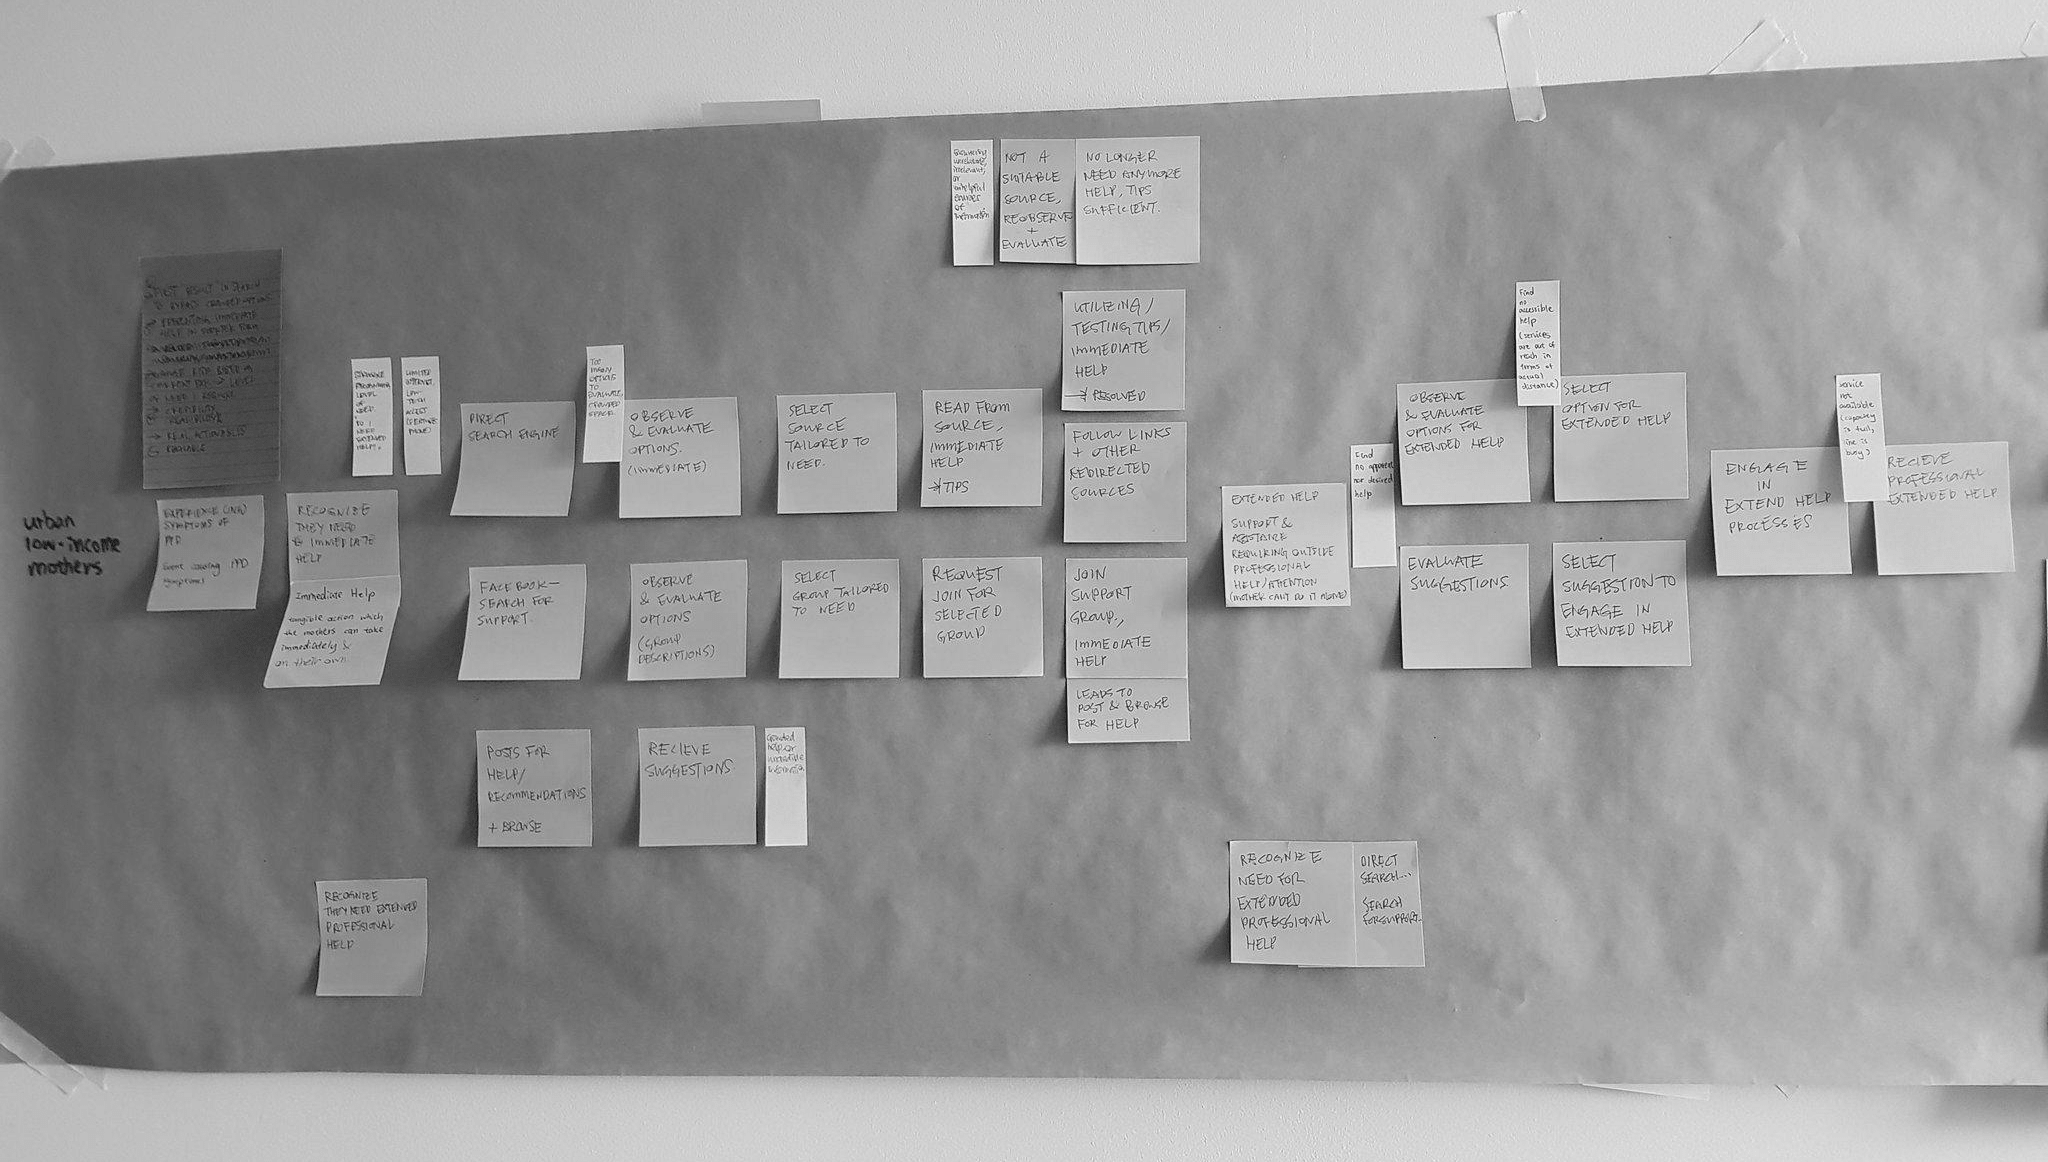 urban
low-income
mothers
EXPERIENCE
SYMPTOMS OF
PPD
Event causing PPD
symptoms
RECOGNIZE
THEY NEED
IMMEDIATE
HELP
Immediate Help
tangible action which
the mothers can take
immediately &
on their own.
LEVEL
OF
NEED.
DO I
NEED
EXTENDED
HELP?
LIMITED
INTERNET,
LOW-
TECH
DIRECT
SEARCH ENGINE
TOO
MANY
OPTIONS
TO
EVALUATE,
CROWDED
SPACE.
OBSERVE
& EVALUATE
OPTIONS.
(IMMEDIATE)
SELECT
SOURCE
TAILORED TO
NEED.
READ FROM
SOURCE,
IMMEDIATE
HELP
→ TIPS
irrelevant,
or
unhelpful
sources
of
information
NOT A
SUITABLE
SOURCE,
REOBSERVE
+
EVALUATE
NO LONGER
NEED ANYMORE
HELP, TIPS
SUFFICIENT.
UTILIZING/
TESTING TIPS/
IMMEDIATE
HELP
→ RESOLVED
FOLLOW LINKS
+ OTHER
REDIRECTED
SOURCES
FACEBOOK—
SEARCH FOR
SUPPORT.
OBSERVE
& EVALUATE
OPTIONS
(GROUP
DESCRIPTIONS)
SELECT
GROUP TAILORED
TO NEED
REQUEST
JOIN FOR
SELECTED
GROUP
JOIN
SUPPORT
GROUP,
IMMEDIATE
HELP
LEADS TO
POST & BROWSE
FOR HELP
POSTS FOR
HELP/
RECOMMENDATIONS
+ BROWSE
RECIEVE
SUGGESTIONS
help or
RECOGNIZE
THEY NEED EXTENDED
PROFESSIONAL
HELP
EXTENDED HELP
SUPPORT &
REQUIRING OUTSIDE
PROFESSIONAL
HELP/ATTENTION
(MOTHER CAN'T DO IT ALONE)
Find
no apparent
nor desired
help
OBSERVE
& EVALUATE
OPTIONS FOR
EXTENDED HELP
Find
no
accessible
help
(services
are out of
reach in
terms of
actual
distance)
SELECT
OPTION FOR
EXTENDED HELP
EVALUATE
SUGGESTIONS
SELECT
SUGGESTION TO
ENGAGE IN
EXTENDED HELP
ENGAGE
IN
EXTEND HELP
PROCESSES
service
not
available
(capacity
is full,
line is
busy)
RECIEVE
PROFESSIONAL
EXTENDED HELP
RECOGNIZE
NEED FOR
EXTENDED
PROFESSIONAL
HELP
DIRECT
SEARCH...
SEARCH
FOR SUPPORT...